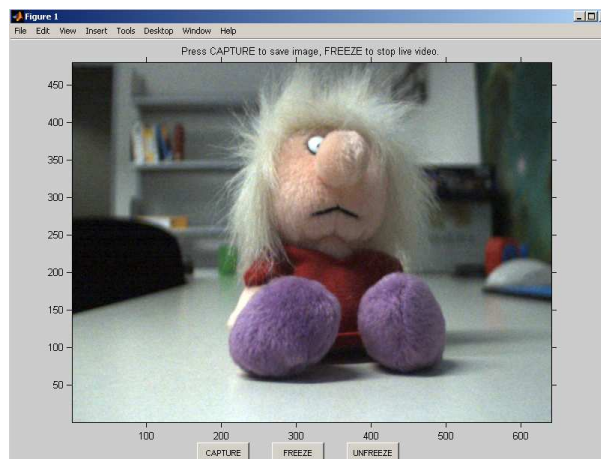 Figure 1
File Edit View Insert Tools Desktop Window Help
Press CAPTURE to save image, FREEZE to stop live video.
450
400
350
300
250
200
150
100
50
100 200 300 400 500 600
CAPTURE FREEZE UNFREEZE